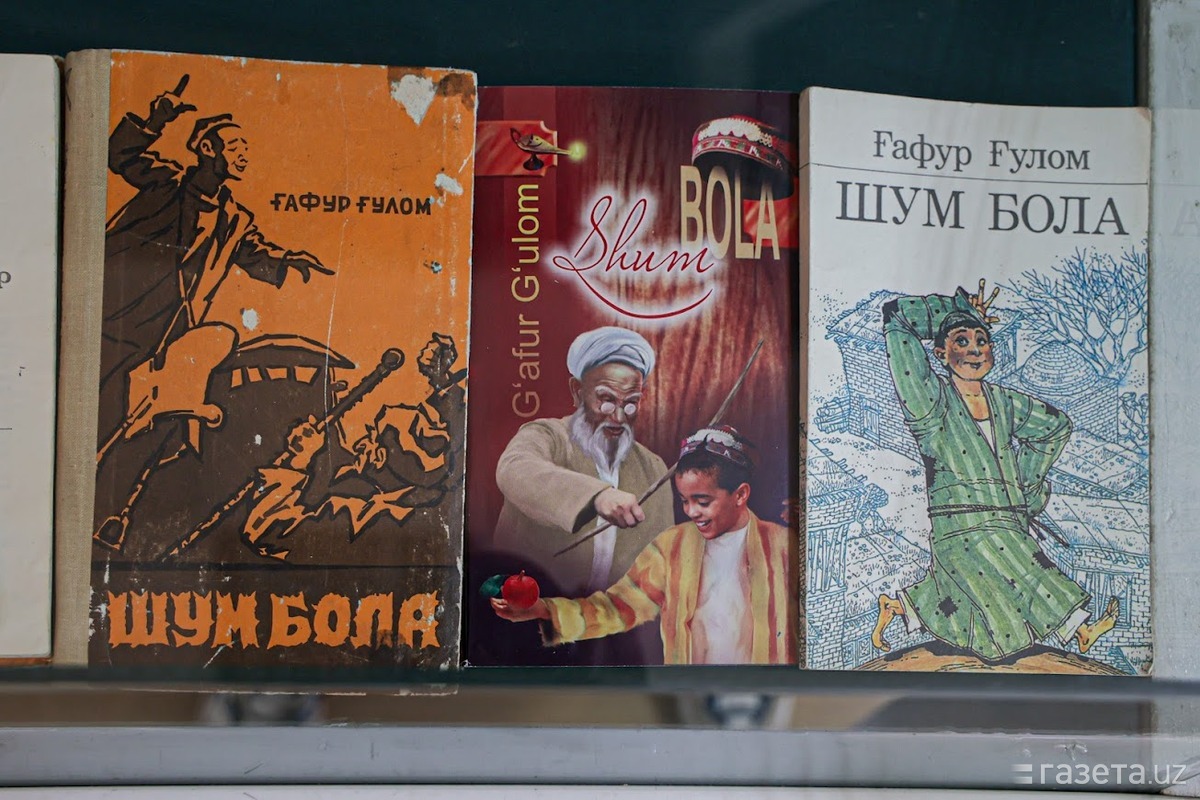 р
ҒАФУР ҒУЛОМ
ШУМ БОЛА
G‘afur G‘ulom
Shum
BOLA
Ғафур Ғулом
ШУМ БОЛА
газета.uz